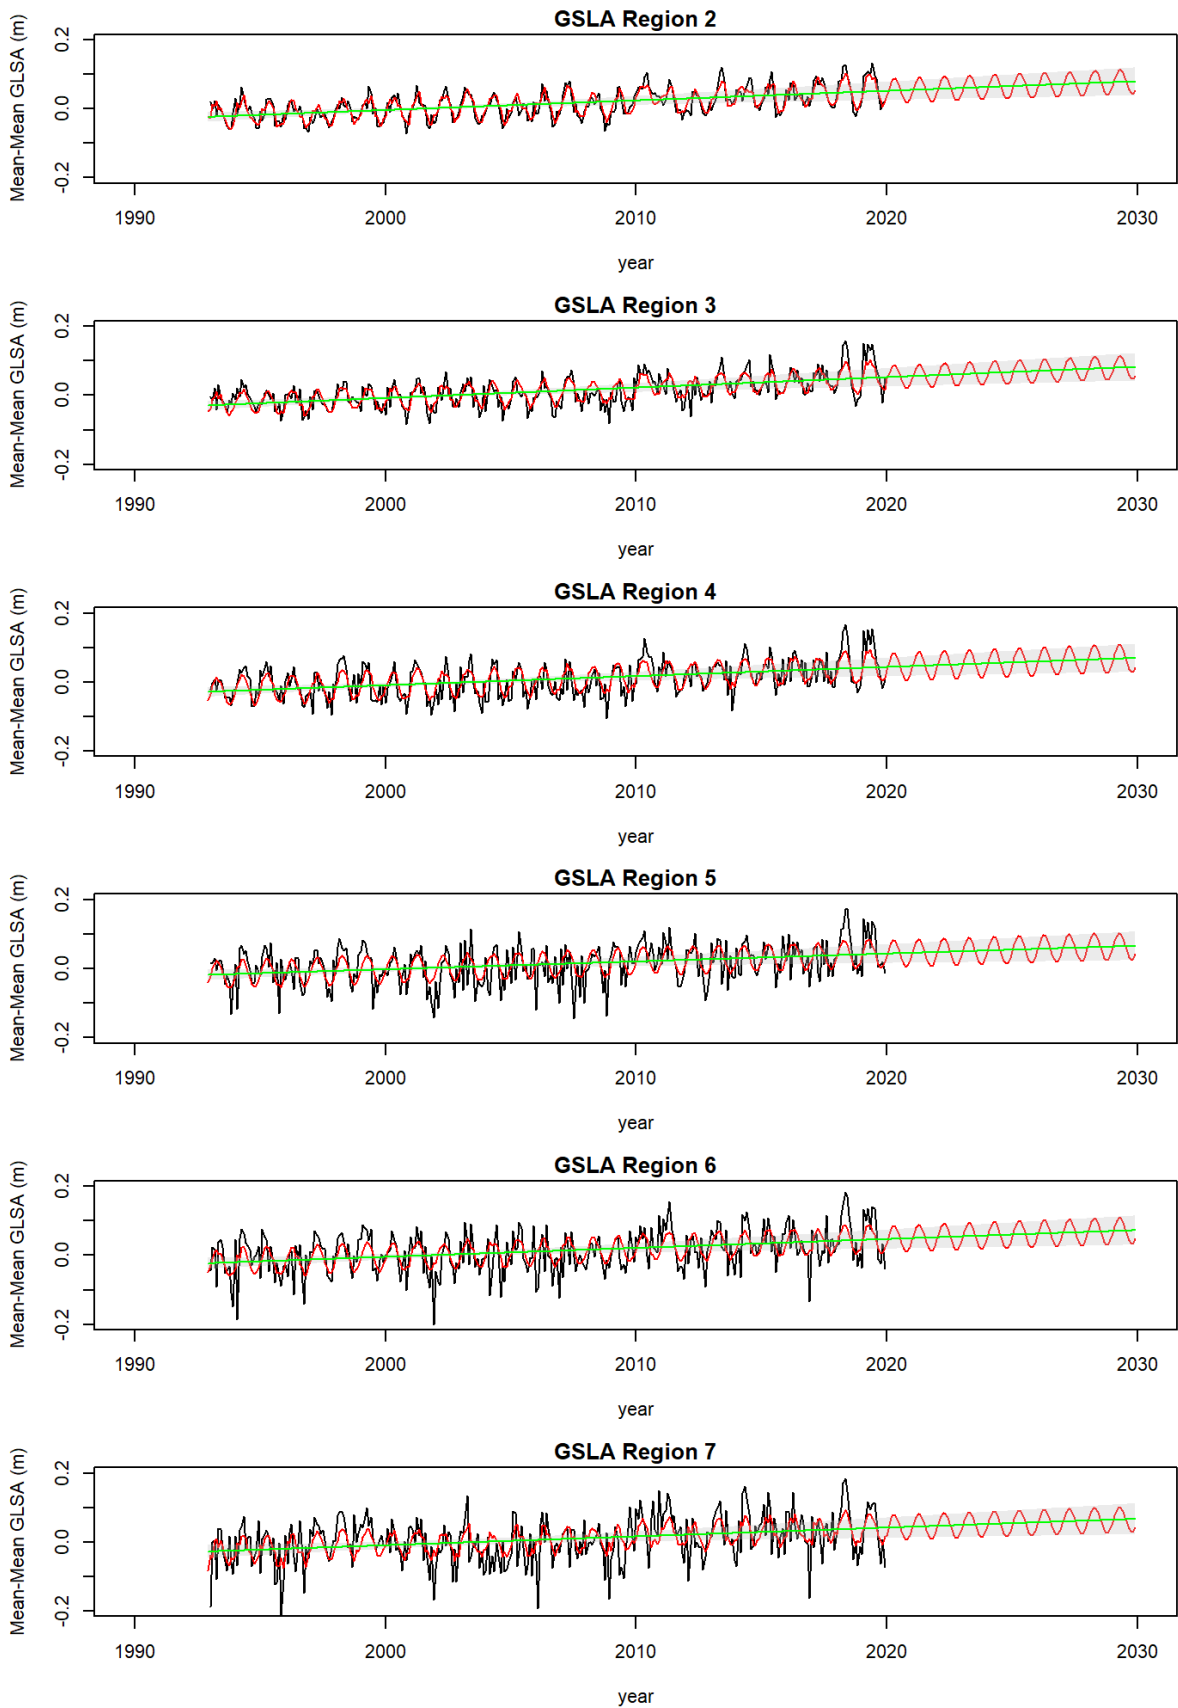 GSLA Region 2
Mean-Mean GLSA (m)
0.2
0.0
-0.2
1990 2000 2010 2020 2030
year
GSLA Region 3
Mean-Mean GLSA (m)
0.2
0.0
-0.2
1990 2000 2010 2020 2030
year
GSLA Region 4
Mean-Mean GLSA (m)
0.2
0.0
-0.2
1990 2000 2010 2020 2030
year
GSLA Region 5
Mean-Mean GLSA (m)
0.2
0.0
-0.2
1990 2000 2010 2020 2030
year
GSLA Region 6
Mean-Mean GLSA (m)
0.2
0.0
-0.2
1990 2000 2010 2020 2030
year
GSLA Region 7
Mean-Mean GLSA (m)
0.2
0.0
-0.2
1990 2000 2010 2020 2030
year